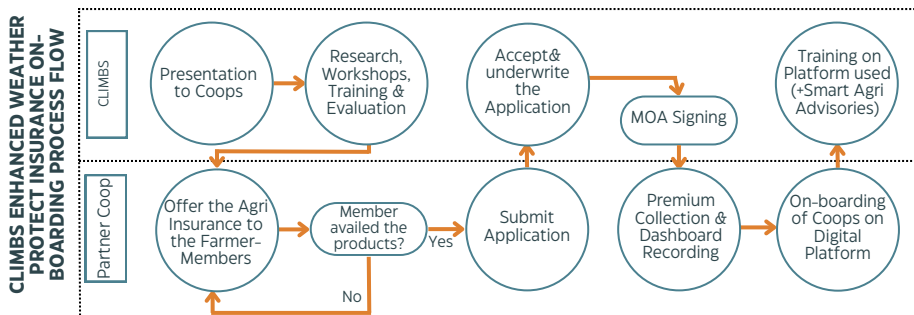 CLIMBS ENHANCED WEATHER
PROTECT INSURANCE ON-
BOARDING PROCESS FLOW
CLIMBS
Presentation
to Coops
Research,
Workshops,
Training &
Evaluation
Accept&
underwrite
the
Application
MOA Signing
Training on
Platform used
(+Smart Agri
Advisories)
Partner Coop
Offer the Agri
Insurance to
the Farmer-
Members
Member
availed the
products?
Yes
No
Submit
Application
Premium
Collection &
Dashboard
Recording
On-boarding
of Coops on
Digital
Platform